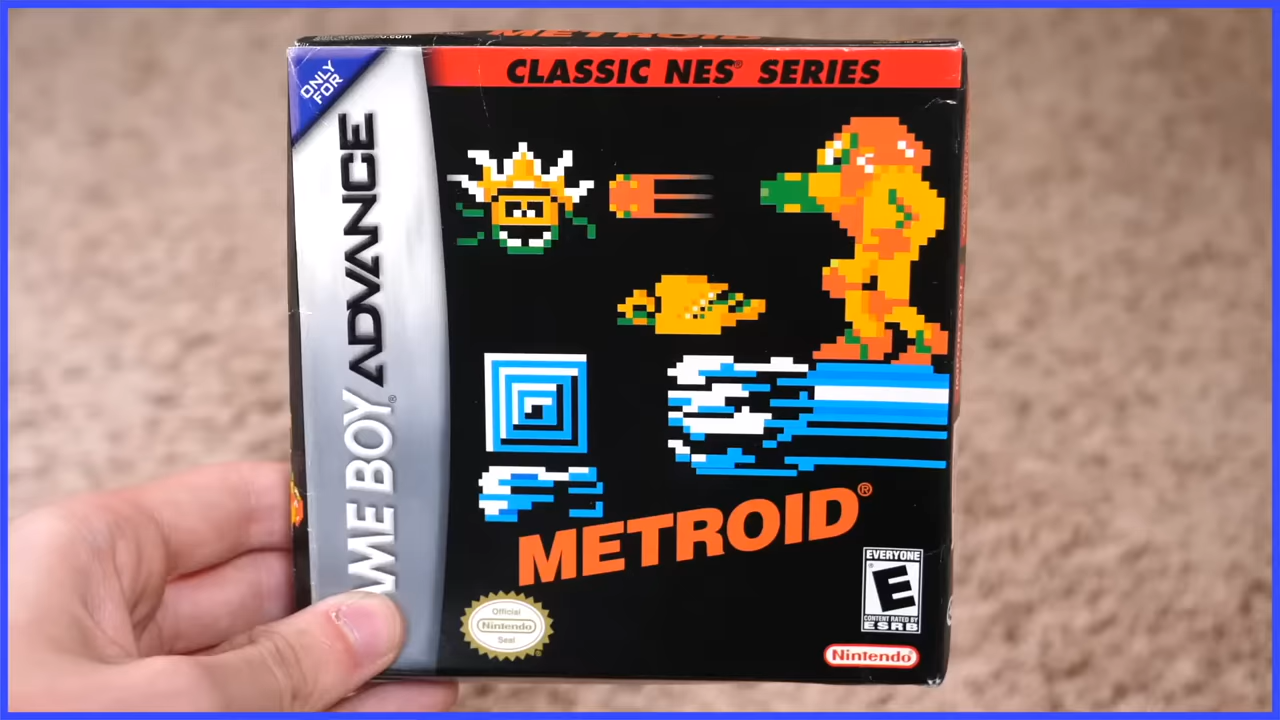 METROID
CLASSIC NES® SERIES
ONLY
FOR
GAME BOY ADVANCE
METROID®
EVERYONE
E
CONTENT RATED BY
ESRB
Official
Nintendo
Seal
Nintendo